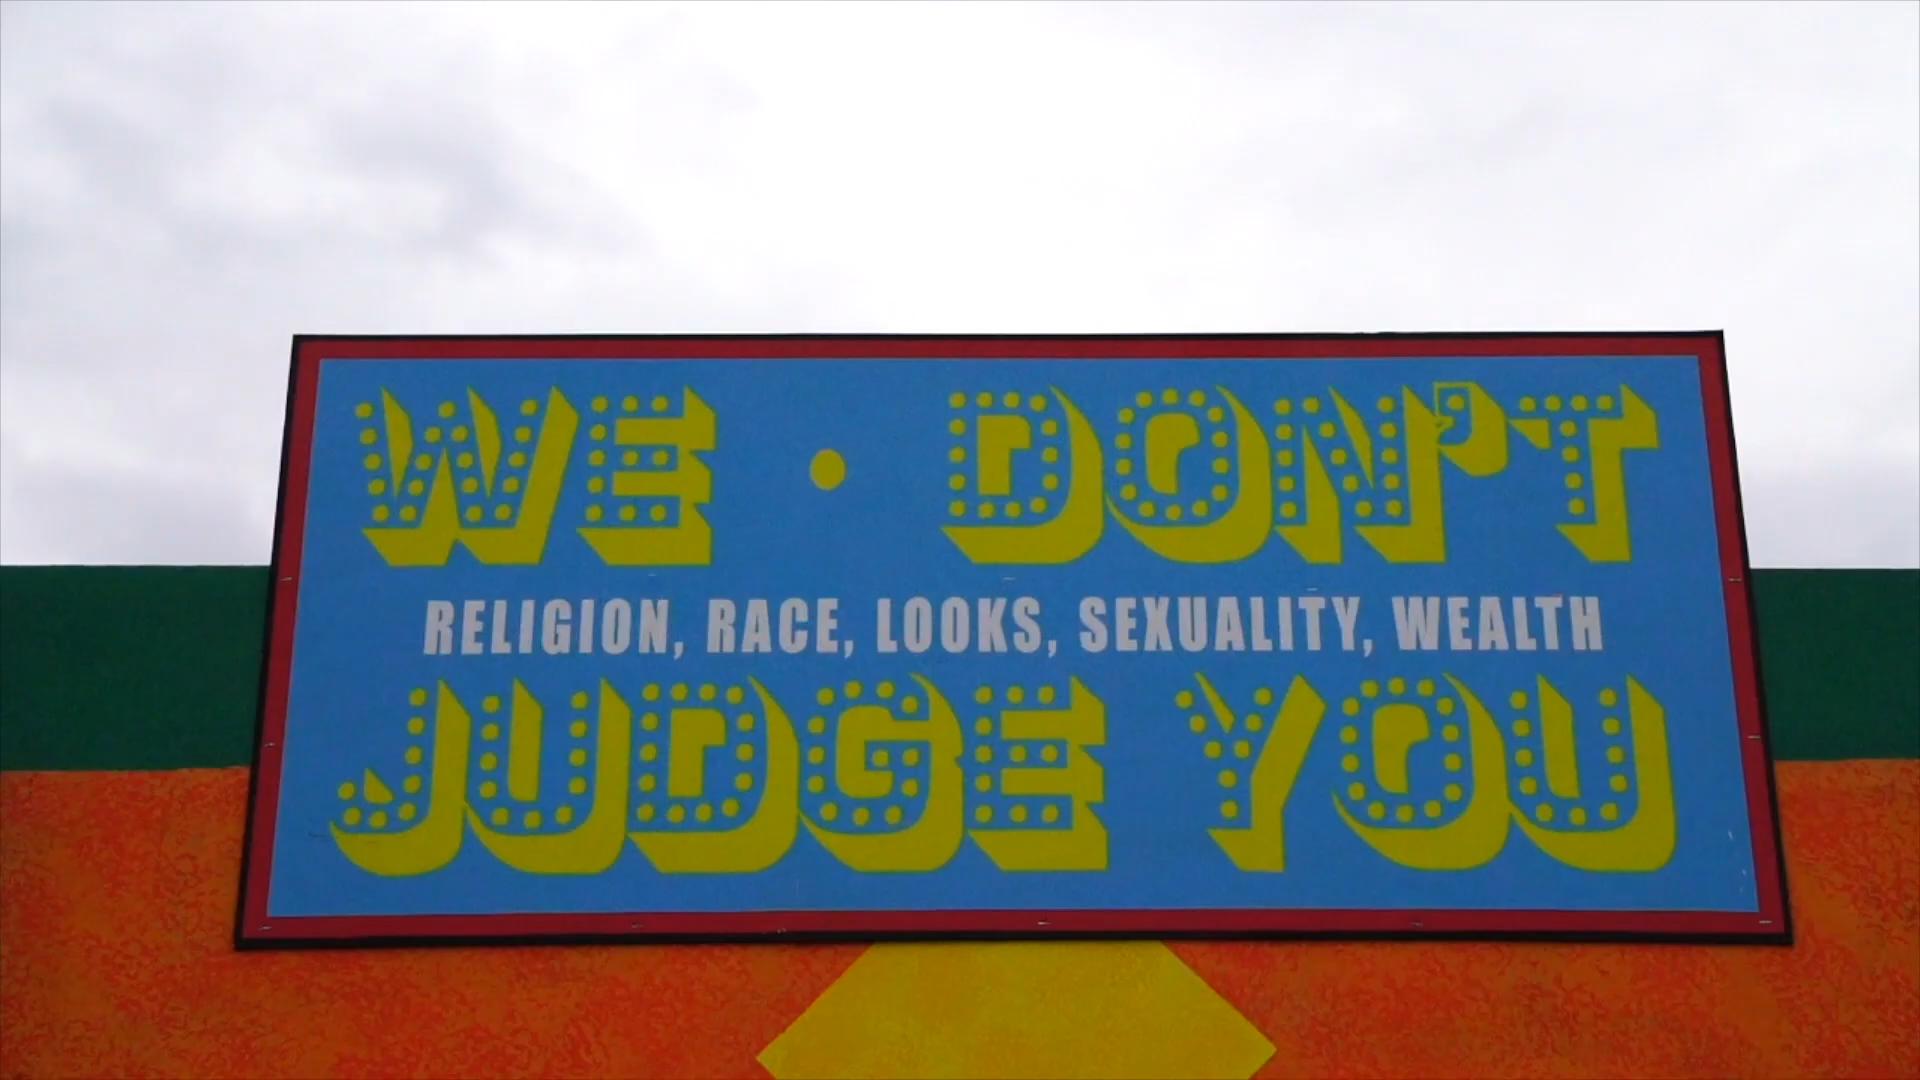 WE • DON'T
RELIGION, RACE, LOOKS, SEXUALITY, WEALTH
JUDGE YOU